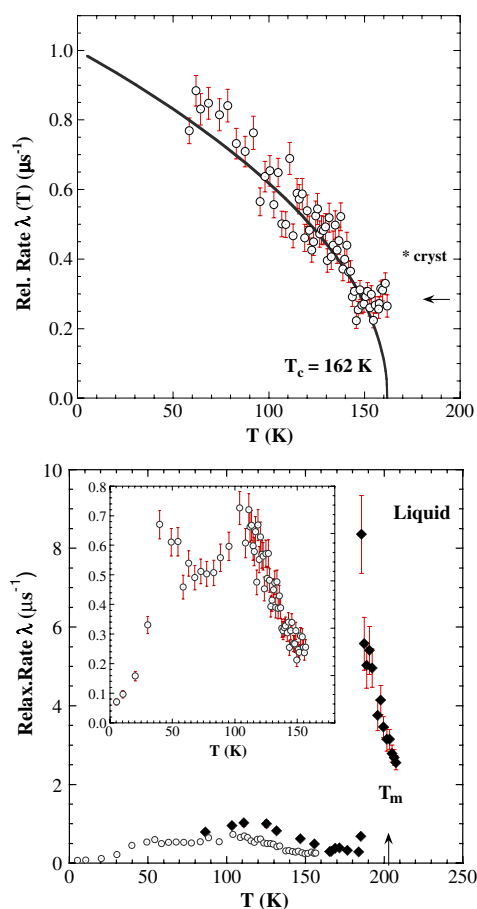 1.0
0.8
0.6
0.4
0.2
0.0
Rel. Rate λ (T) (μs⁻¹)
* cryst
T_c = 162 K
0 50 100 150 200
T (K)
10
8
6
4
2
0
Relax.Rate λ (μs⁻¹)
Liquid
0.8
0.7
0.6
0.5
0.4
0.3
0.2
0.1
0.0
0 50 100 150
T (K)
T_m
0 50 100 150 200 250
T (K)